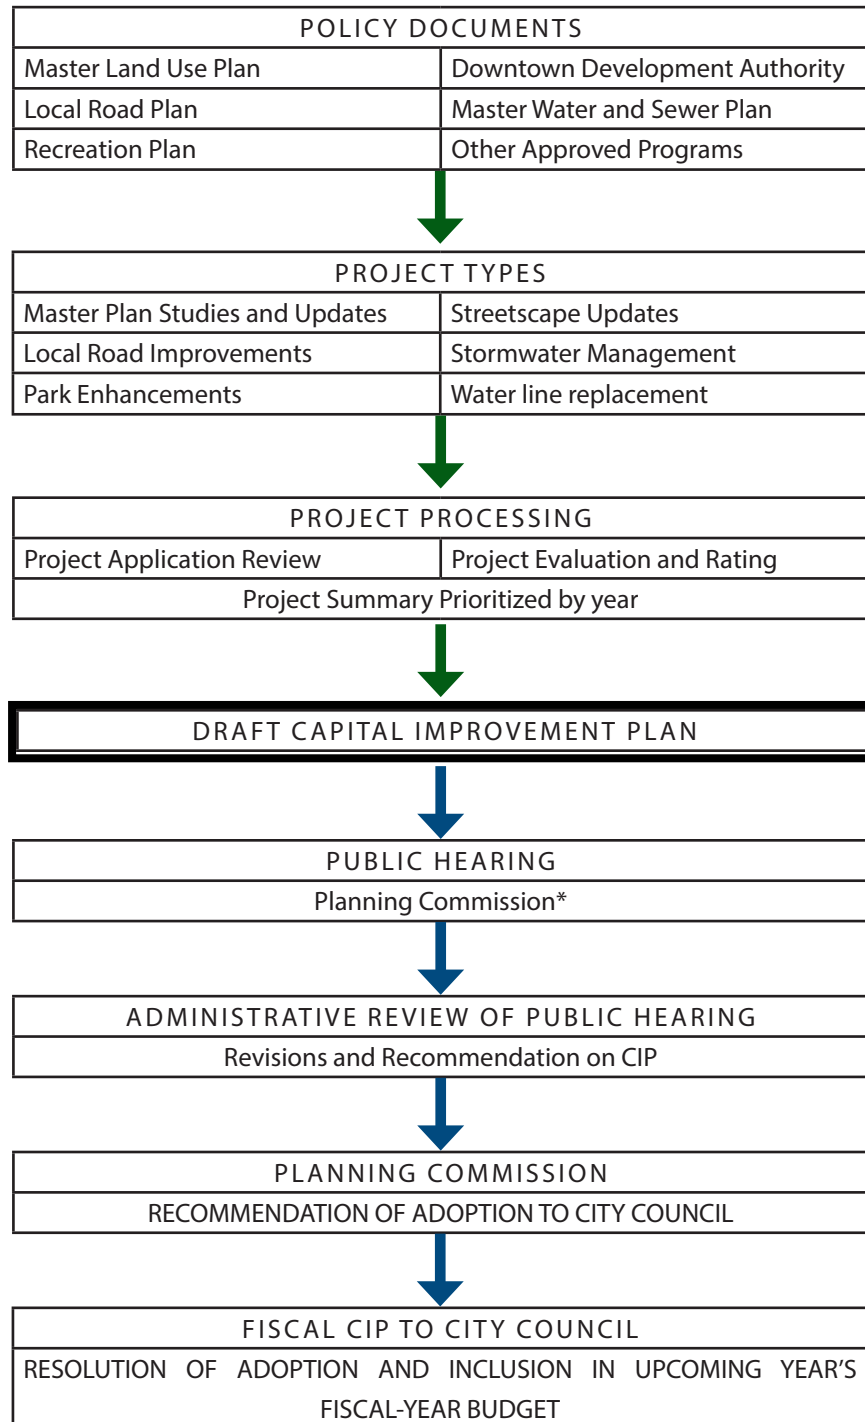 POLICY DOCUMENTS
Master Land Use Plan
Downtown Development Authority
Local Road Plan
Master Water and Sewer Plan
Recreation Plan
Other Approved Programs
PROJECT TYPES
Master Plan Studies and Updates
Streetscape Updates
Local Road Improvements
Stormwater Management
Park Enhancements
Water line replacement
PROJECT PROCESSING
Project Application Review
Project Evaluation and Rating
Project Summary Prioritized by year
DRAFT CAPITAL IMPROVEMENT PLAN
PUBLIC HEARING
Planning Commission*
ADMINISTRATIVE REVIEW OF PUBLIC HEARING
Revisions and Recommendation on CIP
PLANNING COMMISSION
RECOMMENDATION OF ADOPTION TO CITY COUNCIL
FISCAL CIP TO CITY COUNCIL
RESOLUTION OF ADOPTION AND INCLUSION IN UPCOMING YEAR'S
FISCAL-YEAR BUDGET